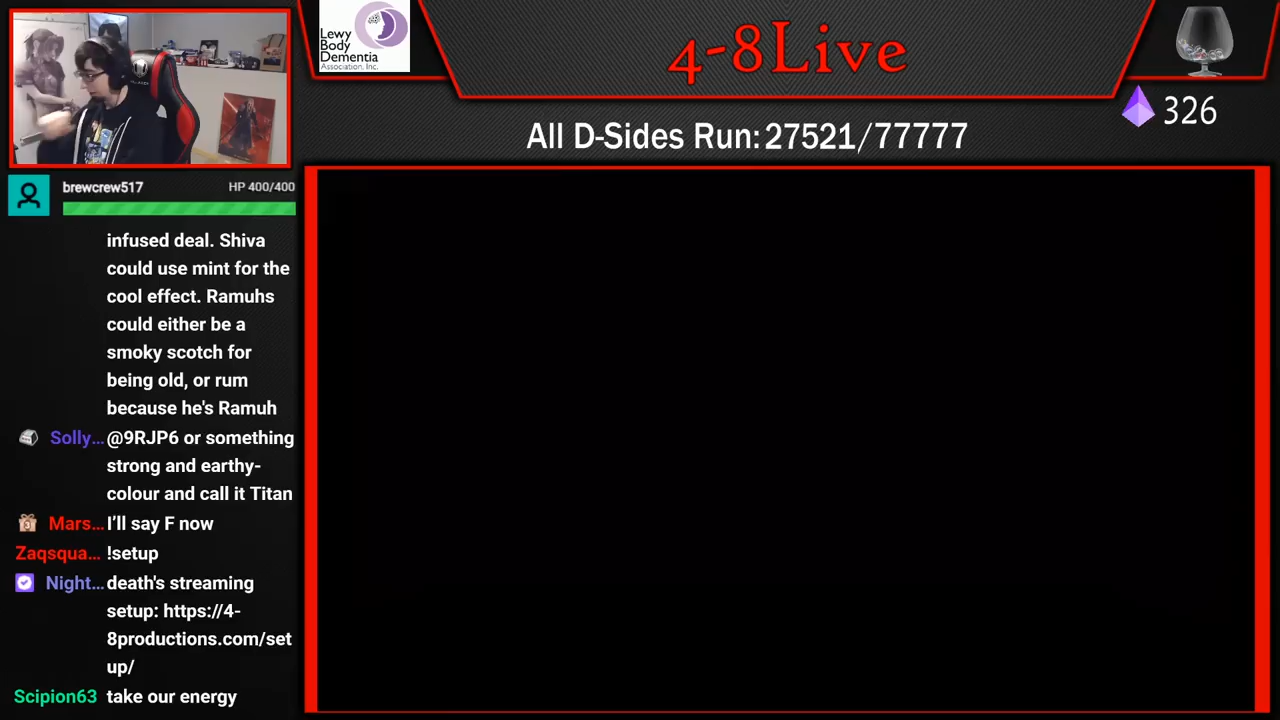 Lewy
Body
Dementia
Association, Inc.
4-8Live
326
All D-Sides Run:27521/77777
brewcrew517 HP 400/400
infused deal. Shiva
could use mint for the
cool effect. Ramuhs
could either be a
smoky scotch for
being old, or rum
because he's Ramuh
Solly… @9RJP6 or something
strong and earthy-
colour and call it Titan
Mars… I’ll say F now
Zaqsqua… !setup
Night… death's streaming
setup: https://4-
8productions.com/set
up/
Scipion63 take our energy